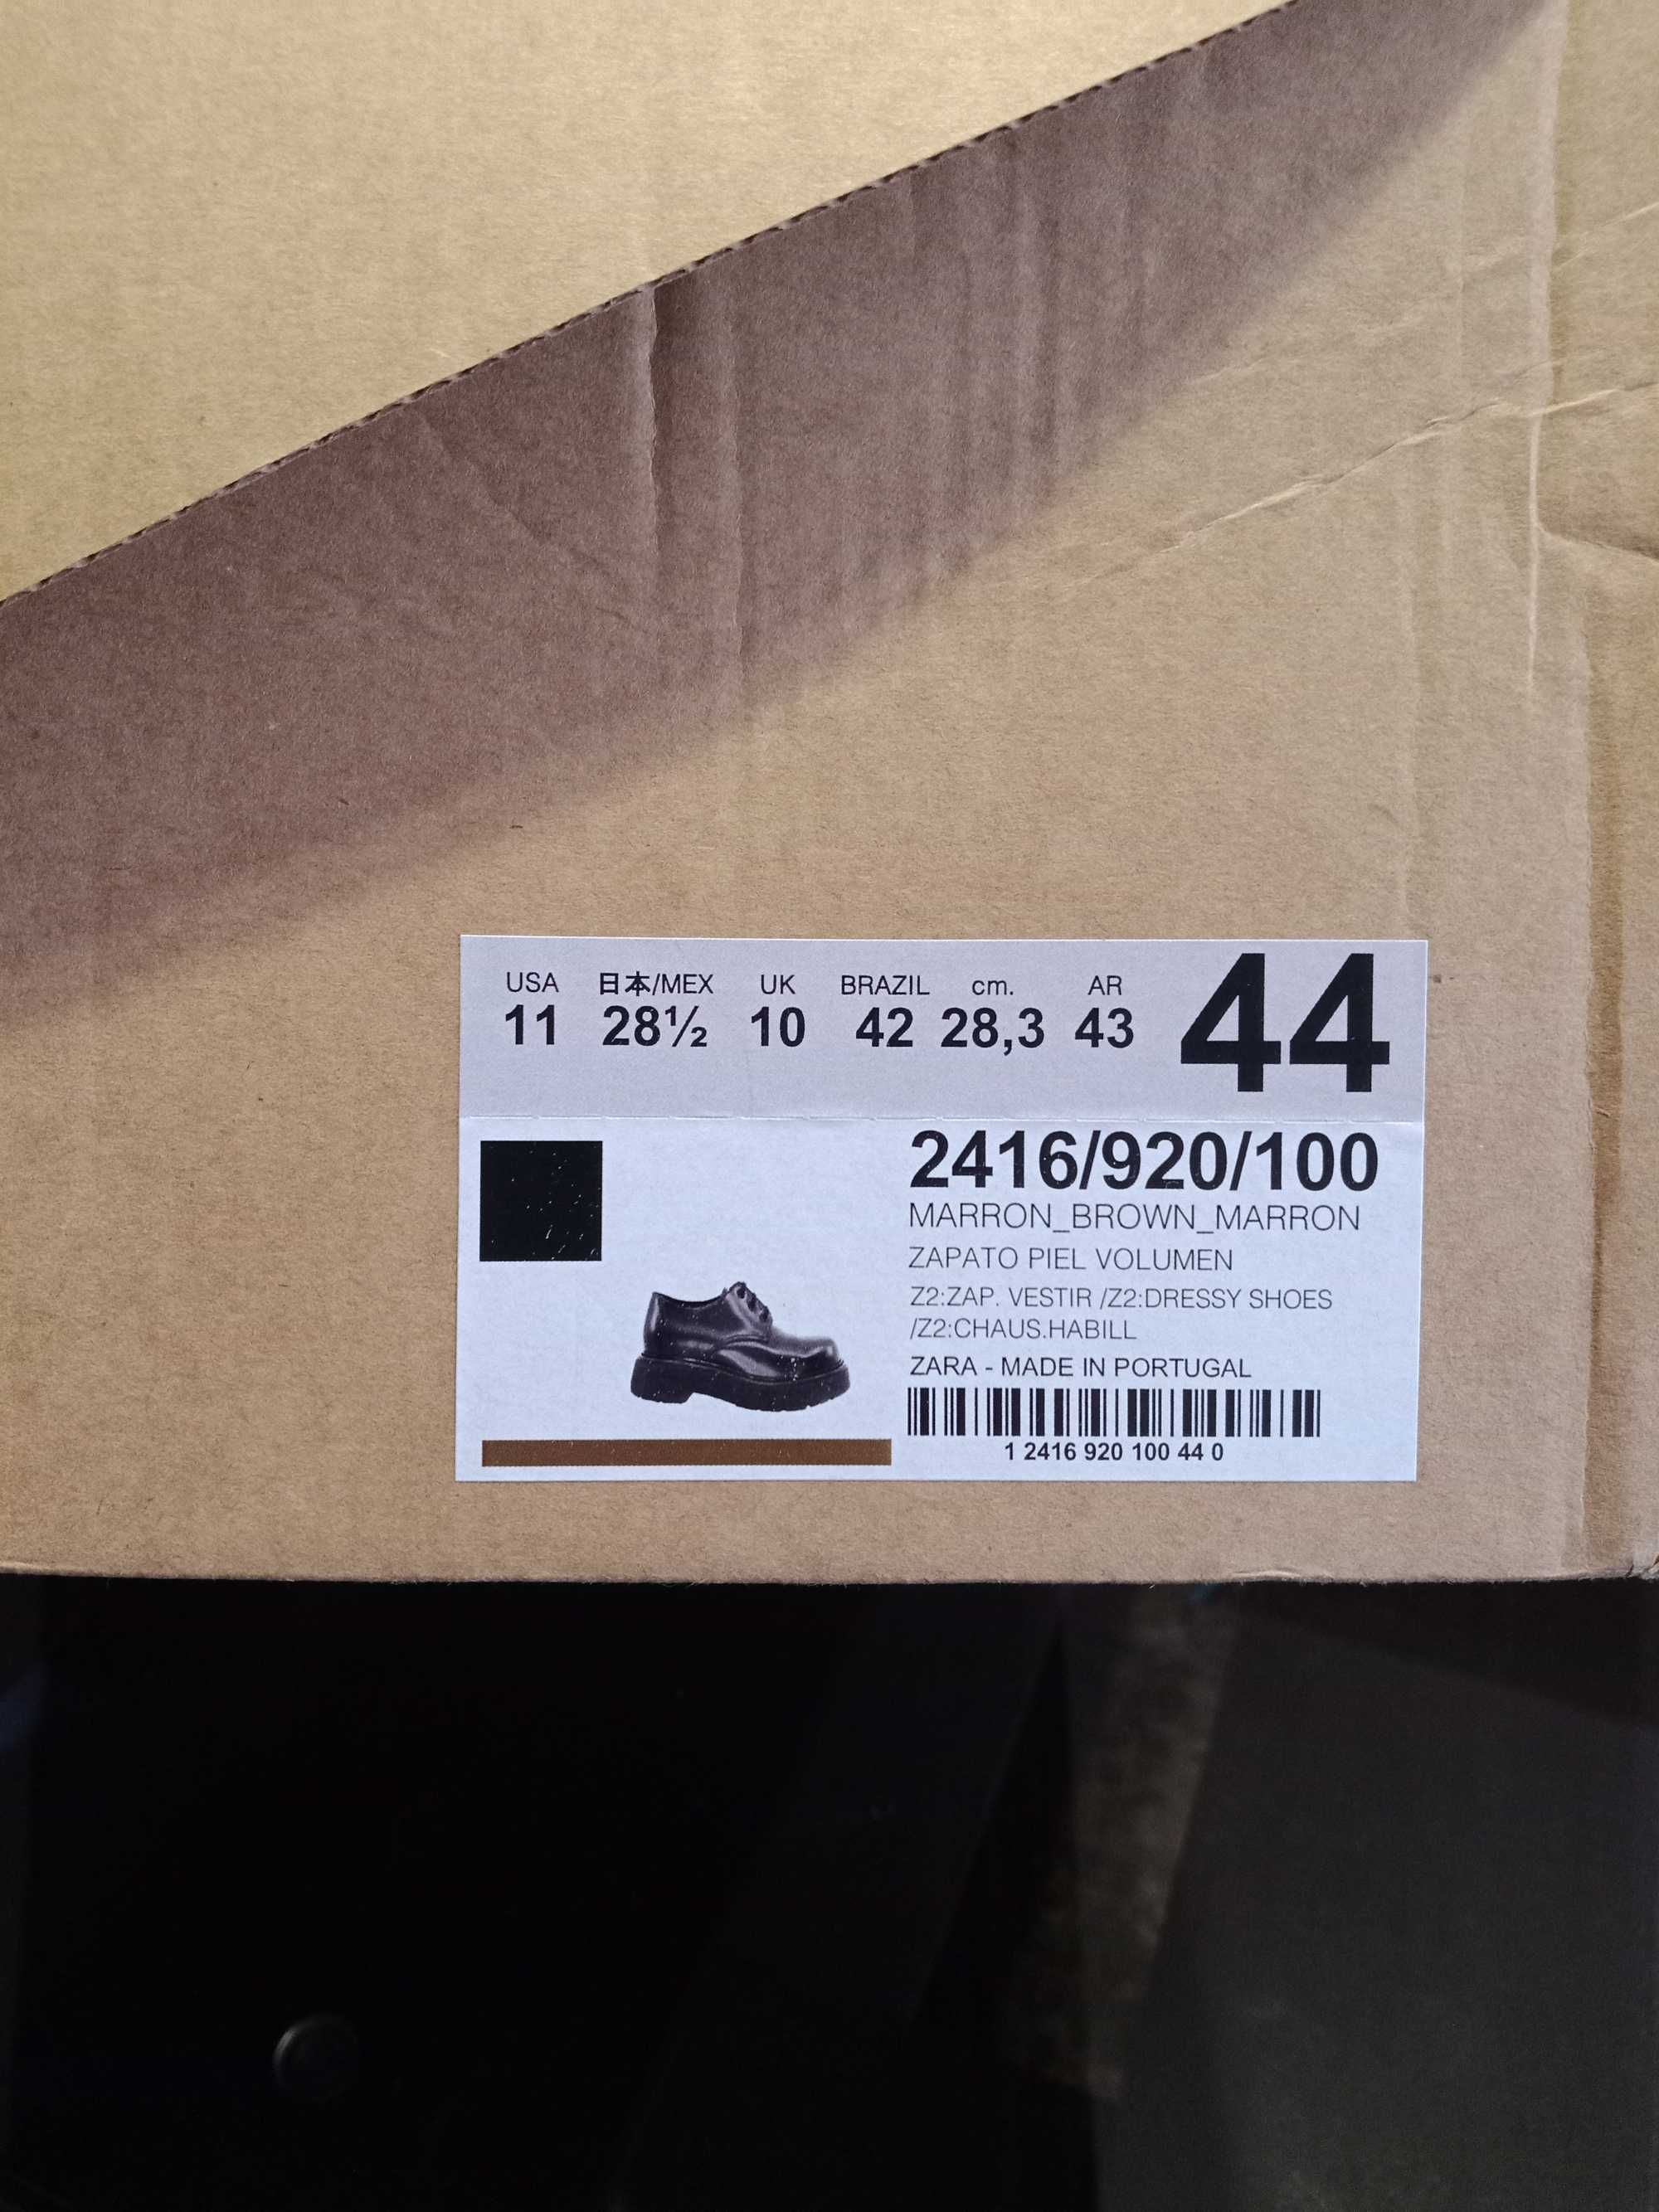 USA 日本/MEX UK BRAZIL cm. AR
11 28½ 10 42 28,3 43 44
2416/920/100
MARRON_BROWN_MARRON
ZAPATO PIEL VOLUMEN
Z2:ZAP. VESTIR /Z2:DRESSY SHOES
/Z2:CHAUS.HABILL
ZARA - MADE IN PORTUGAL
1 2416 920 100 44 0